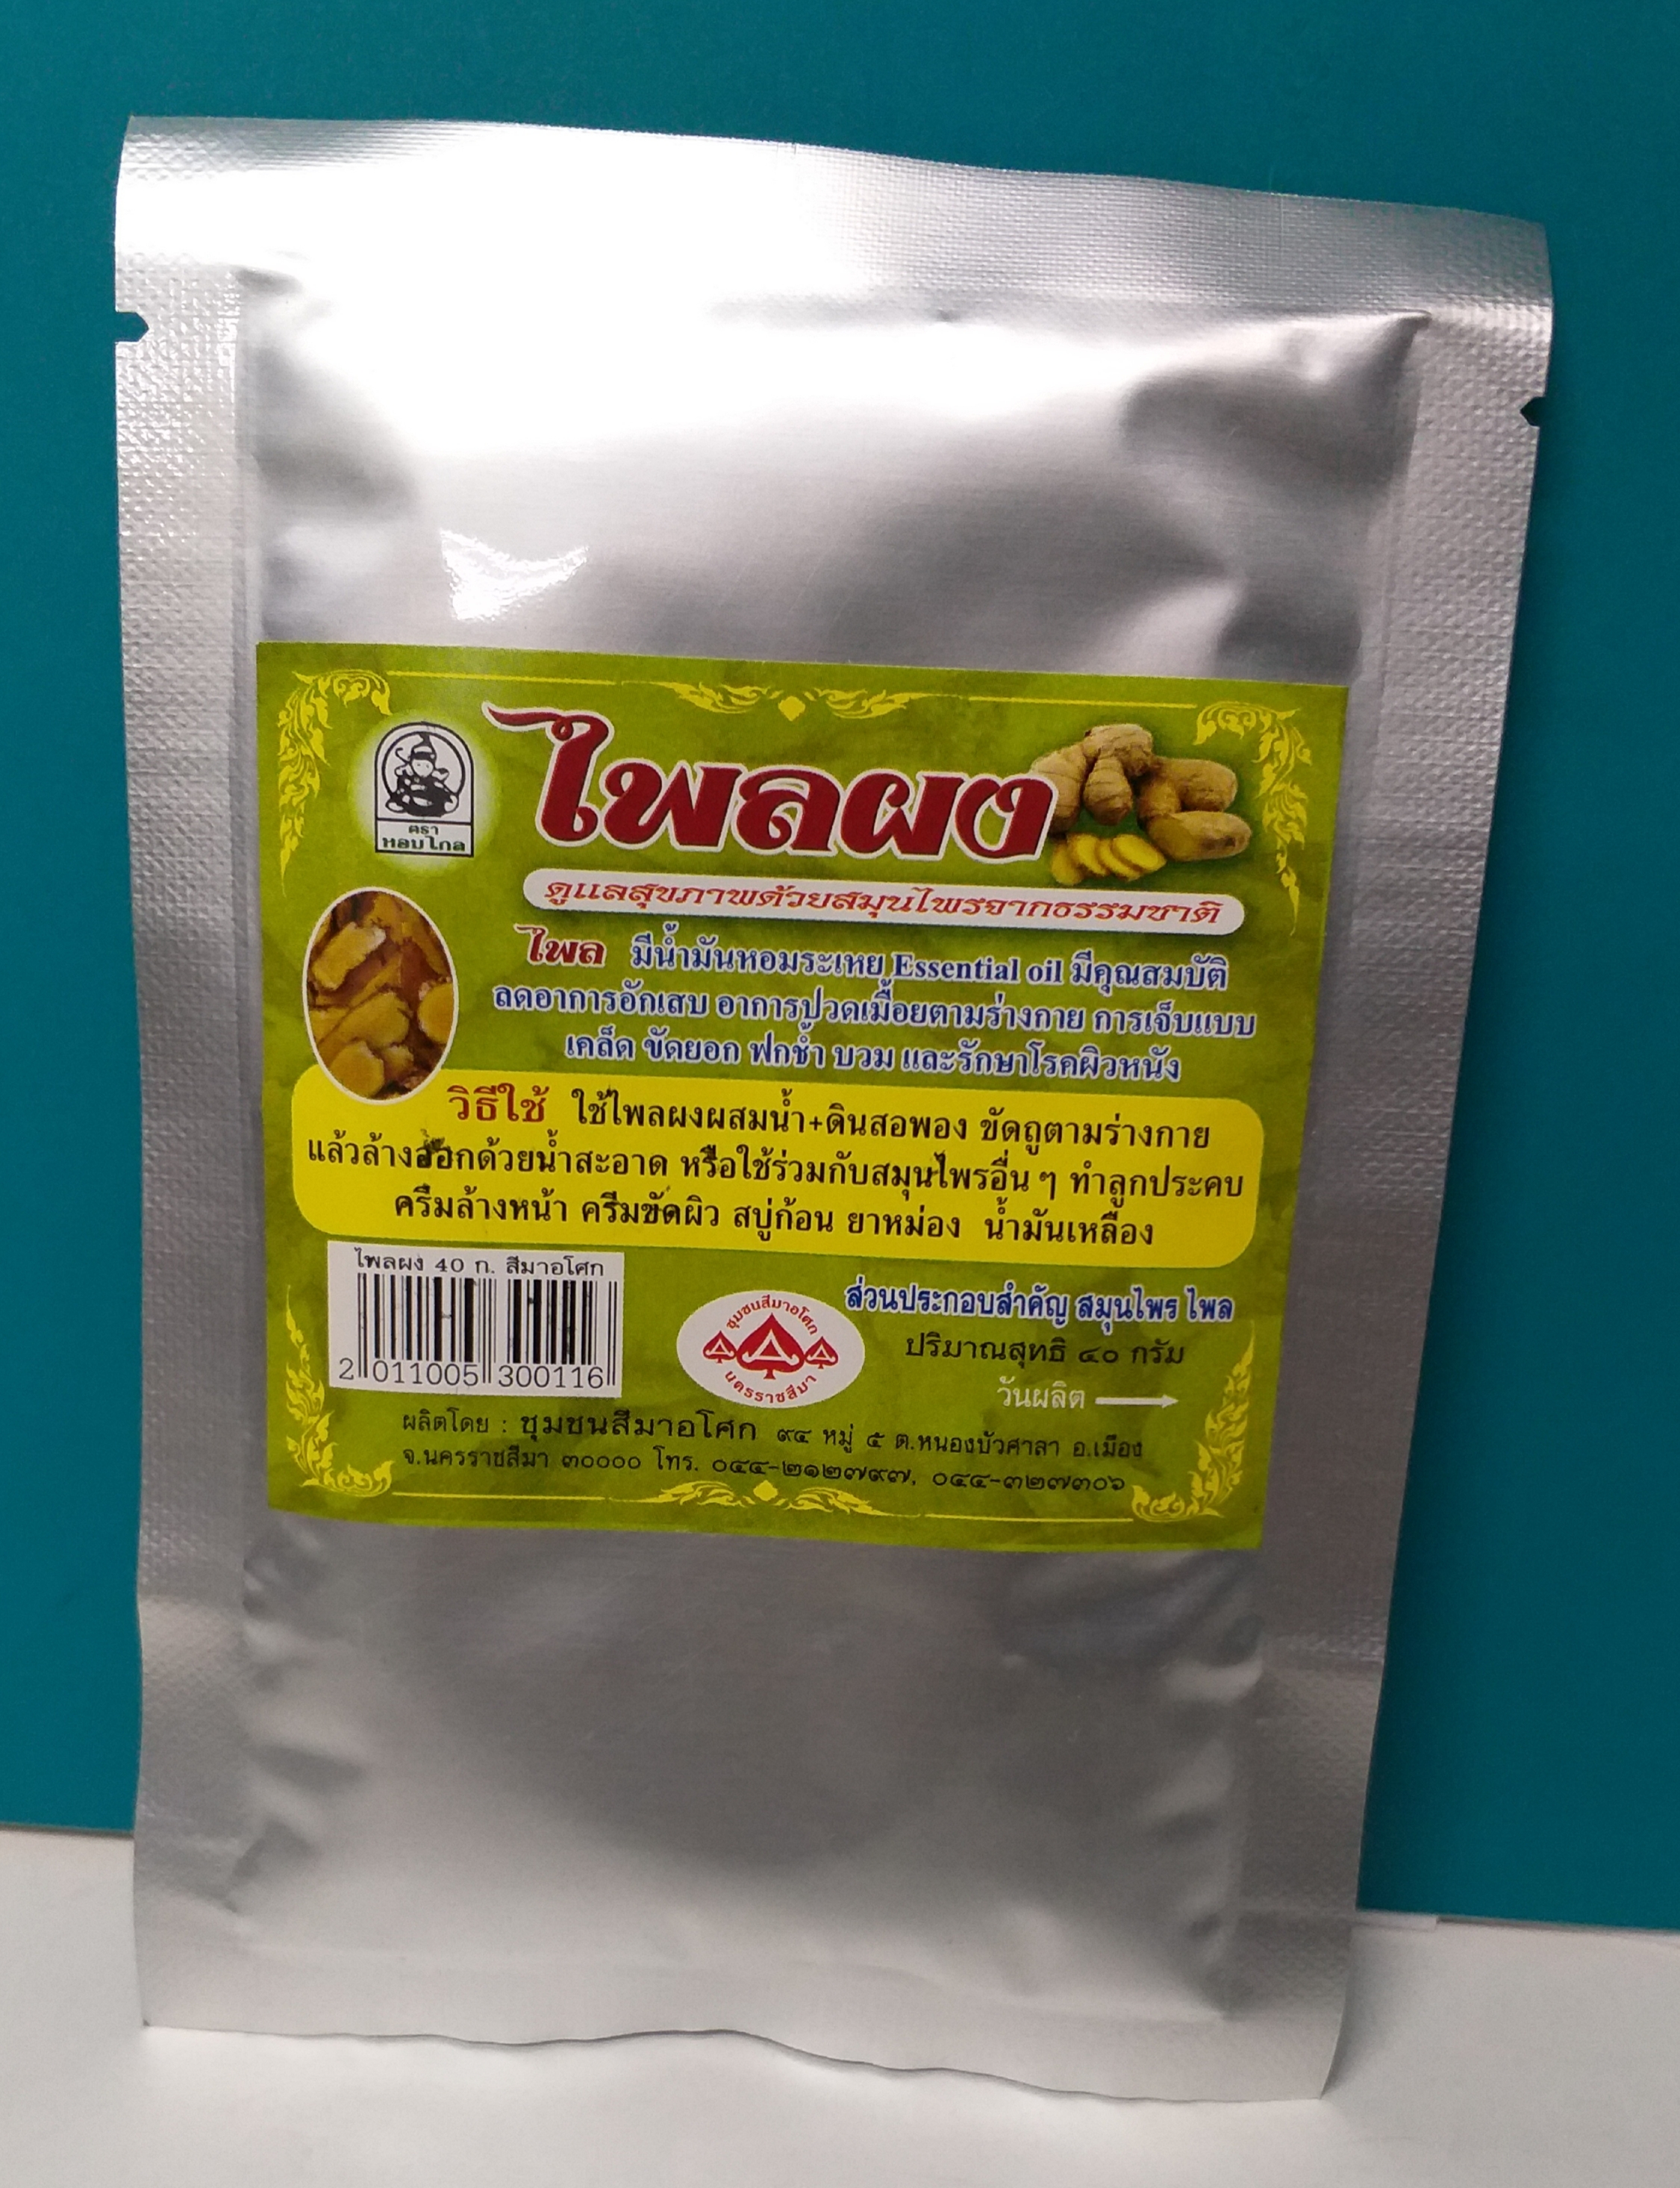 ไพลผง
ตรา
หอมไกล
ดูแลสุขภาพด้วยสมุนไพรจากธรรมชาติ
ไพล มีน้ำมันหอมระเหย Essential oil มีคุณสมบัติ
ลดอาการอักเสบ อาการปวดเมื่อยตามร่างกาย การเจ็บแบบ
เคล็ด ขัดยอก ฟกช้ำ บวม และรักษาโรคผิวหนัง
วิธีใช้ ใช้ไพลผงผสมน้ำ+ดินสอพอง ขัดถูตามร่างกาย
แล้วล้างออกด้วยน้ำสะอาด หรือใช้ร่วมกับสมุนไพรอื่น ๆ ทำลูกประคบ
ครีมล้างหน้า ครีมขัดผิว สบู่ก้อน ยาหม่อง น้ำมันเหลือง
ไพลผง 40 ก. สีมาอโศก
2 011005 300116
ชุมชนสีมาอโศก
นครราชสีมา
ส่วนประกอบสำคัญ สมุนไพร ไพล
ปริมาณสุทธิ ๔๐ กรัม
วันผลิต
ผลิตโดย : ชุมชนสีมาอโศก ๙๔ หมู่ ๕ ต.หนองบัวศาลา อ.เมือง
จ.นครราชสีมา ๓๐๐๐๐ โทร. ๐๔๔-๒๑๒๗๙๗, ๐๔๔-๓๒๗๓๐๖